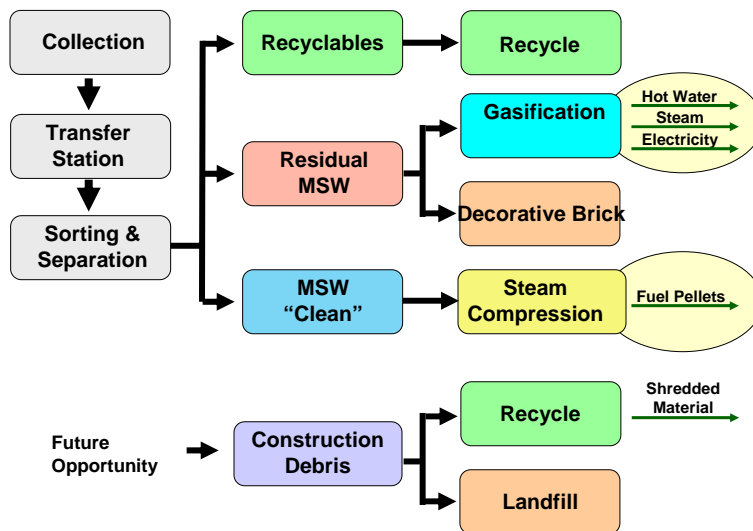 Collection
Transfer
Station
Sorting &
Separation
Recyclables
Recycle
Residual
MSW
Gasification
Hot Water
Steam
Electricity
Decorative Brick
MSW
“Clean”
Steam
Compression
Fuel Pellets
Future
Opportunity
Construction
Debris
Recycle
Shredded
Material
Landfill